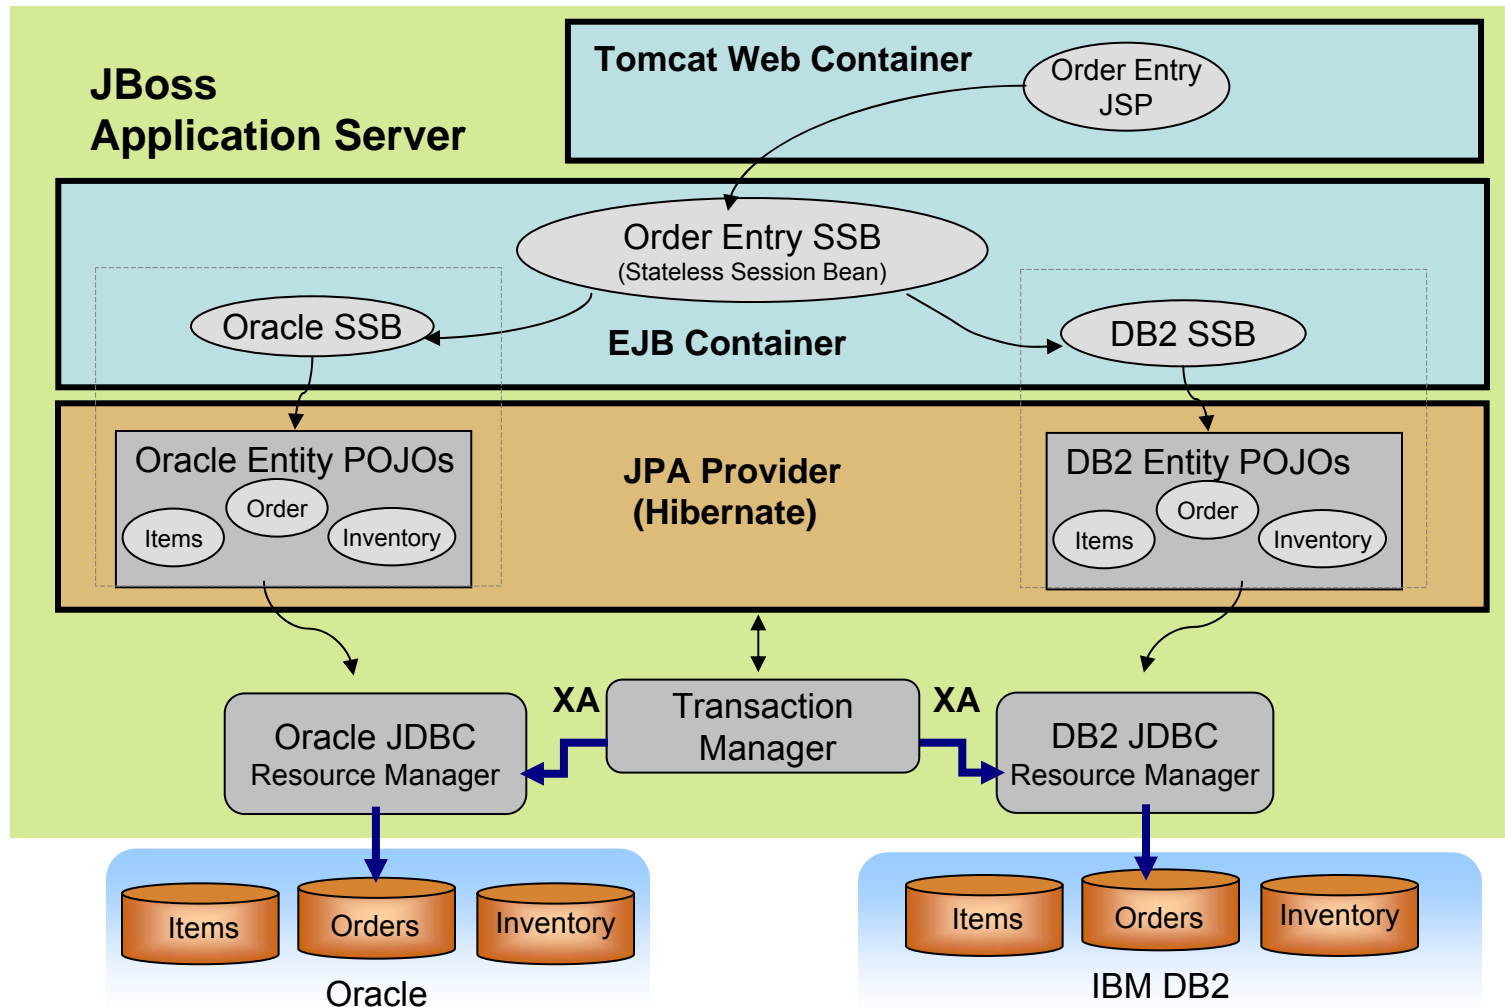 JBoss
Application Server
Tomcat Web Container
Order Entry
JSP
Order Entry SSB
(Stateless Session Bean)
Oracle SSB
EJB Container
DB2 SSB
Oracle Entity POJOs
Order
Items
Inventory
JPA Provider
(Hibernate)
DB2 Entity POJOs
Order
Items
Inventory
XA
Transaction
Manager
XA
Oracle JDBC
Resource Manager
DB2 JDBC
Resource Manager
Items
Orders
Inventory
Oracle
Items
Orders
Inventory
IBM DB2